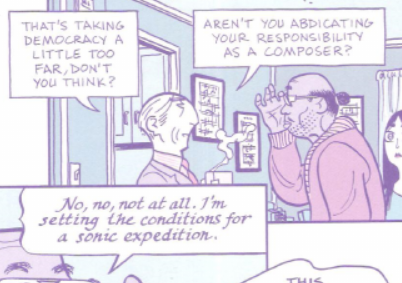 THAT'S TAKING
DEMOCRACY A
LITTLE TOO
FAR, DON'T
YOU THINK?
AREN'T YOU ABDICATING
YOUR RESPONSIBILITY
AS A COMPOSER?
No, no, not at all. I'm
setting the conditions for
a sonic expedition.
THIS